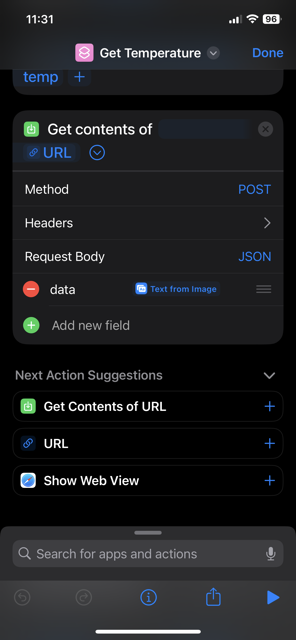 11:31
96
Get Temperature
Done
temp +
Get contents of
URL
Method
POST
Headers
Request Body
JSON
data
Text from Image
Add new field
Next Action Suggestions
Get Contents of URL
URL
Show Web View
Search for apps and actions